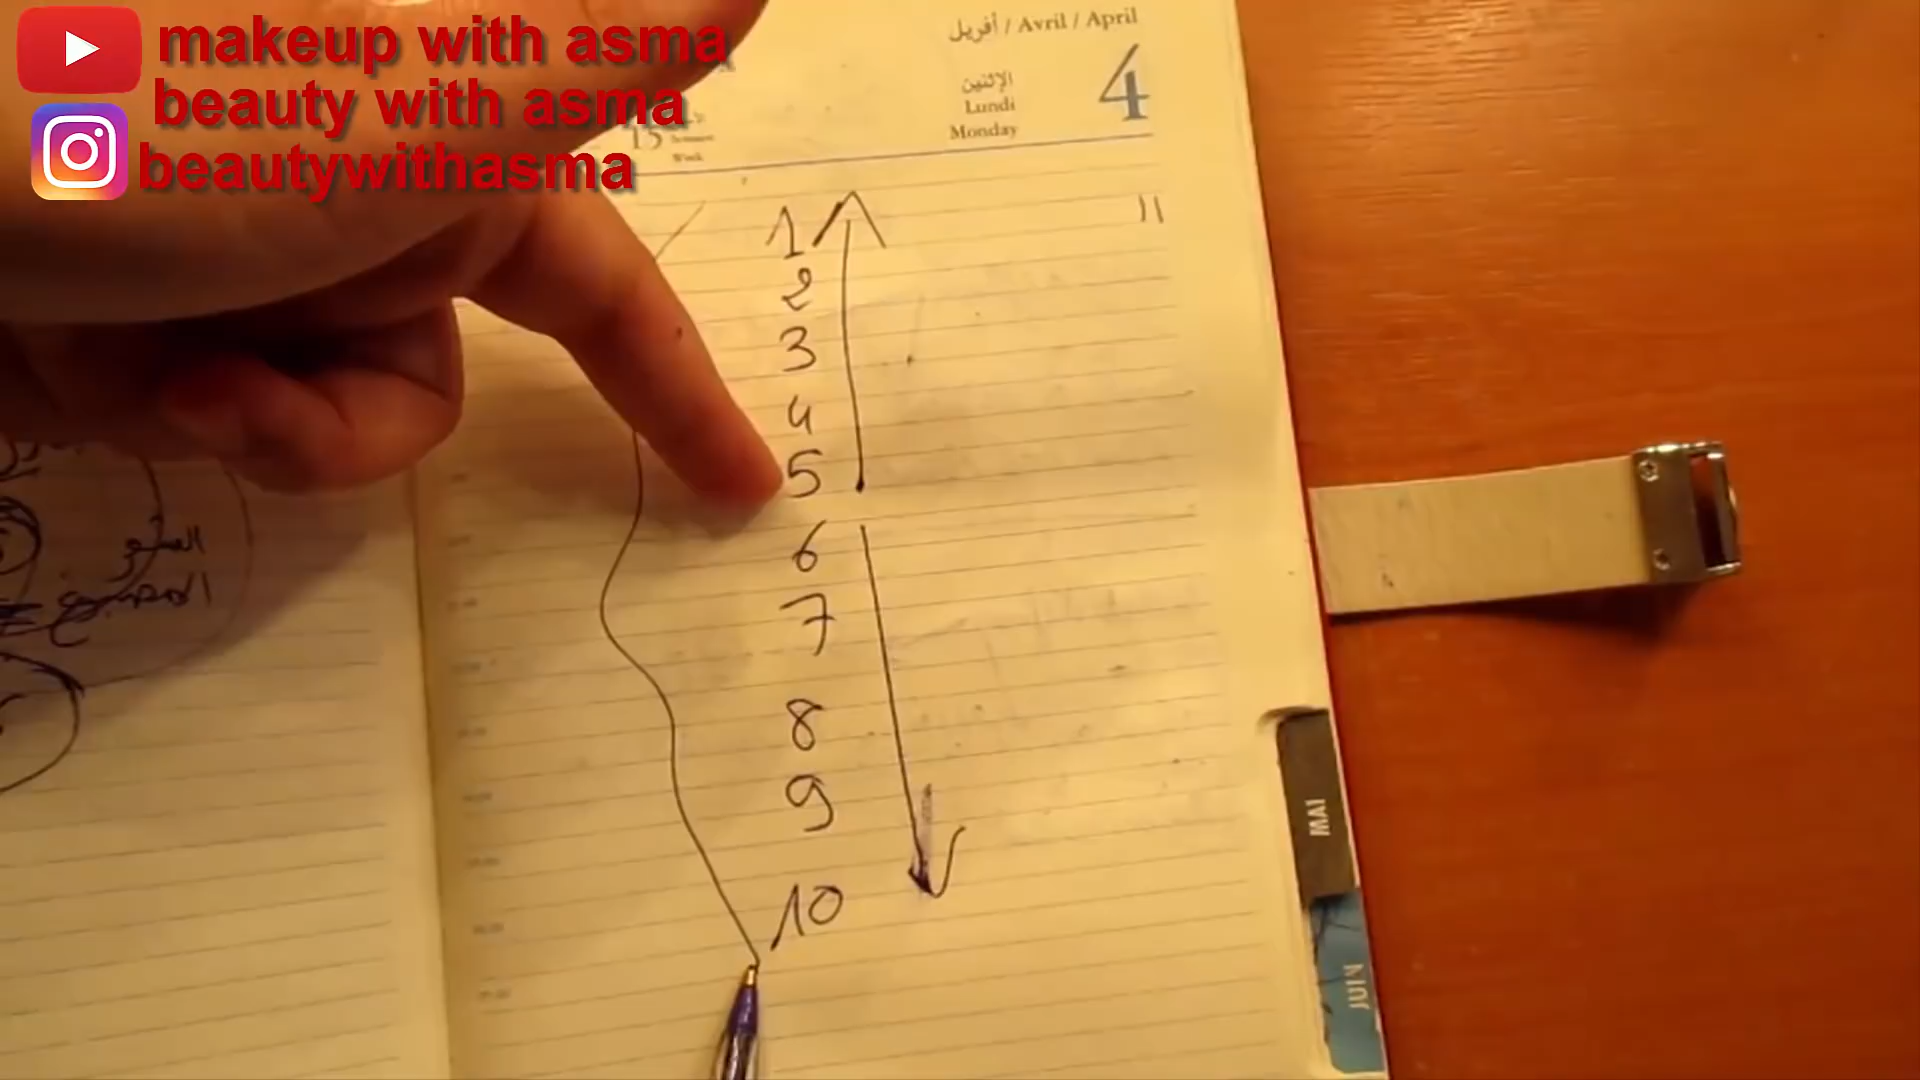 makeup with asma
beauty with asma
beautywithasma
أفريل / Avril / April
4
الإثنين
Lundi
Monday
Week
1
2
3
4
5
6
7
8
9
10
11
MAI
JUIN